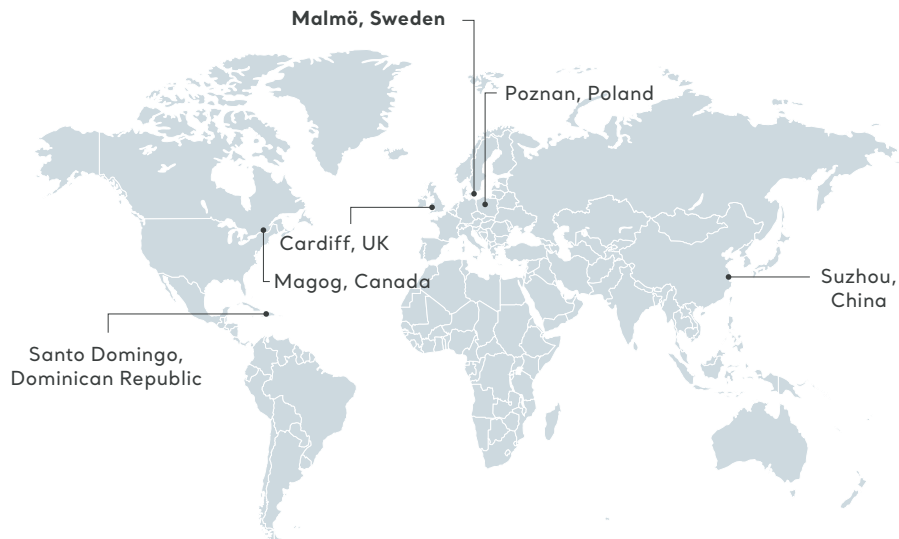 Malmö, Sweden
Poznan, Poland
Cardiff, UK
Magog, Canada
Suzhou,
China
Santo Domingo,
Dominican Republic